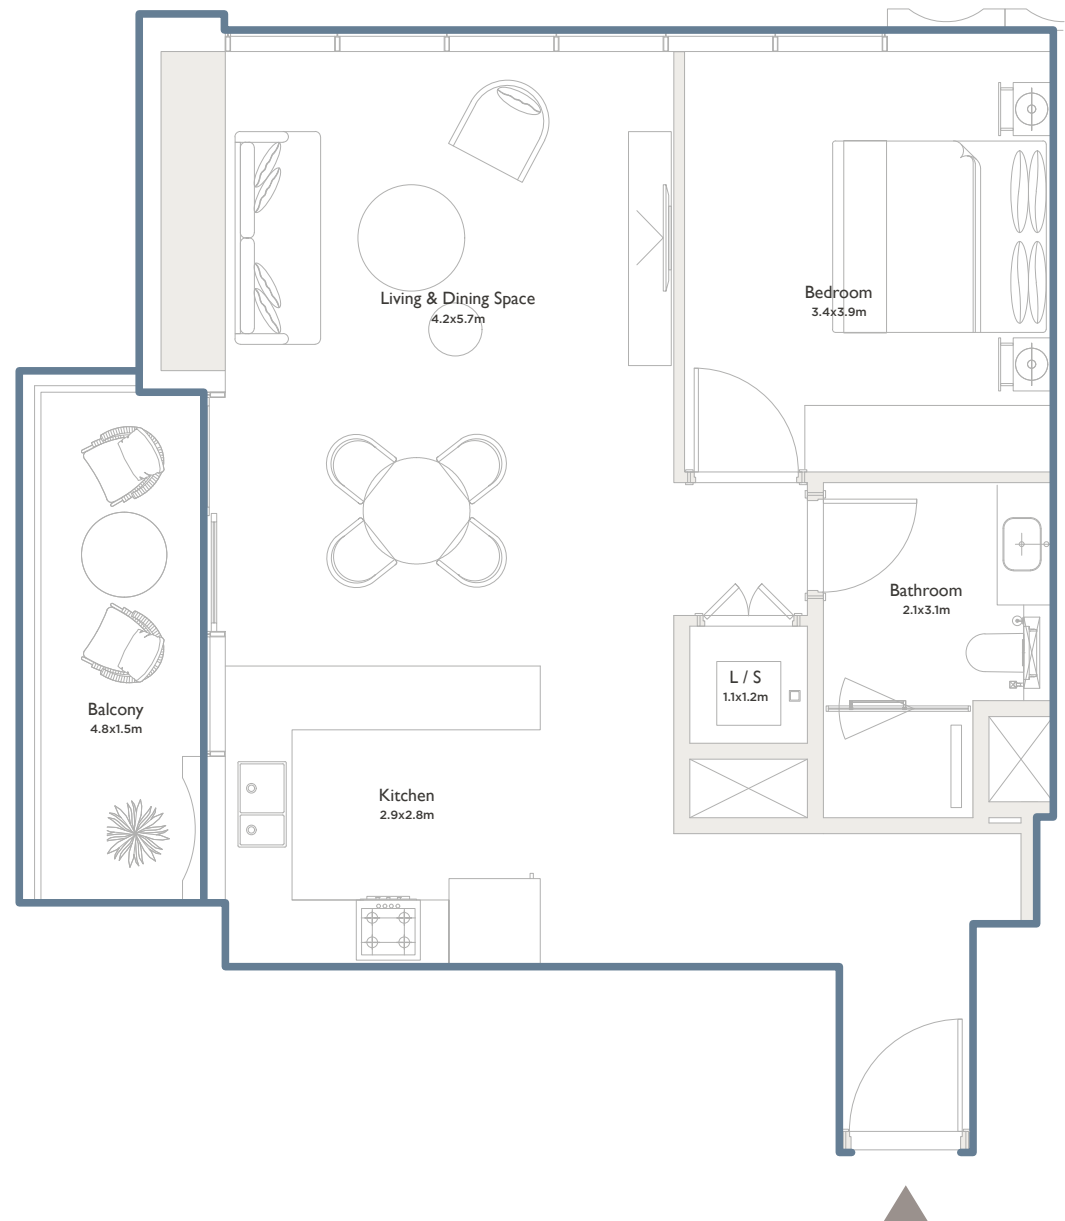 Living & Dining Space
4.2x5.7m
Bedroom
3.4x3.9m
Bathroom
2.1x3.1m
L / S
1.1x1.2m
Balcony
4.8x1.5m
Kitchen
2.9x2.8m